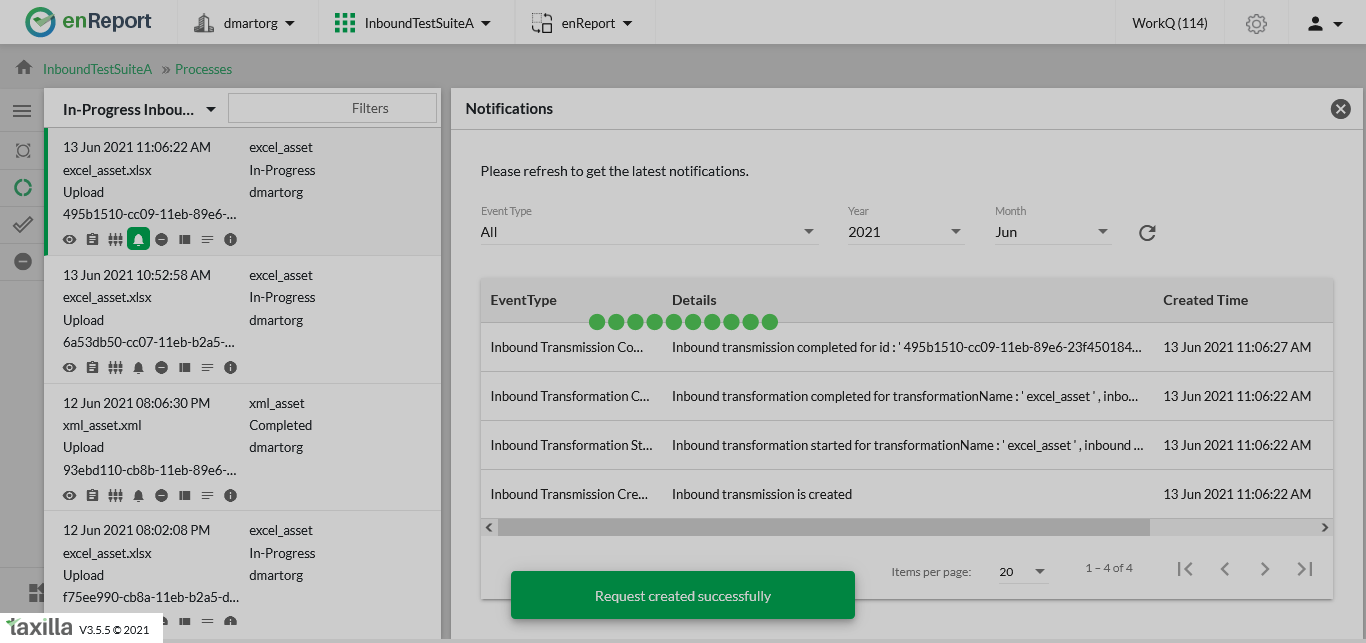 enReport
dmartorg
InboundTestSuiteA
enReport
WorkQ (114)
InboundTestSuiteA » Processes
In-Progress Inbou...
Filters
13 Jun 2021 11:06:22 AM excel_asset
excel_asset.xlsx In-Progress
Upload dmartorg
495b1510-cc09-11eb-89e6-...
13 Jun 2021 10:52:58 AM excel_asset
excel_asset.xlsx In-Progress
Upload dmartorg
6a53db50-cc07-11eb-b2a5-...
12 Jun 2021 08:06:30 PM xml_asset
xml_asset.xml Completed
Upload dmartorg
93ebd110-cb8b-11eb-89e6-...
12 Jun 2021 08:02:08 PM excel_asset
excel_asset.xlsx In-Progress
Upload dmartorg
f75ee990-cb8a-11eb-b2a5-d...
taxilla V3.5.5 © 2021
Notifications
Please refresh to get the latest notifications.
Event Type Year Month
All 2021 Jun
EventType Details Created Time
Inbound Transmission Co... Inbound transmission completed for id : ' 495b1510-cc09-11eb-89e6-23f450184... 13 Jun 2021 11:06:27 AM
Inbound Transformation C... Inbound transformation completed for transformationName : ' excel_asset ' , inbo... 13 Jun 2021 11:06:22 AM
Inbound Transformation St... Inbound transformation started for transformationName : ' excel_asset ' , inbound ... 13 Jun 2021 11:06:22 AM
Inbound Transmission Cre... Inbound transmission is created 13 Jun 2021 11:06:22 AM
Items per page: 20 1 – 4 of 4
Request created successfully